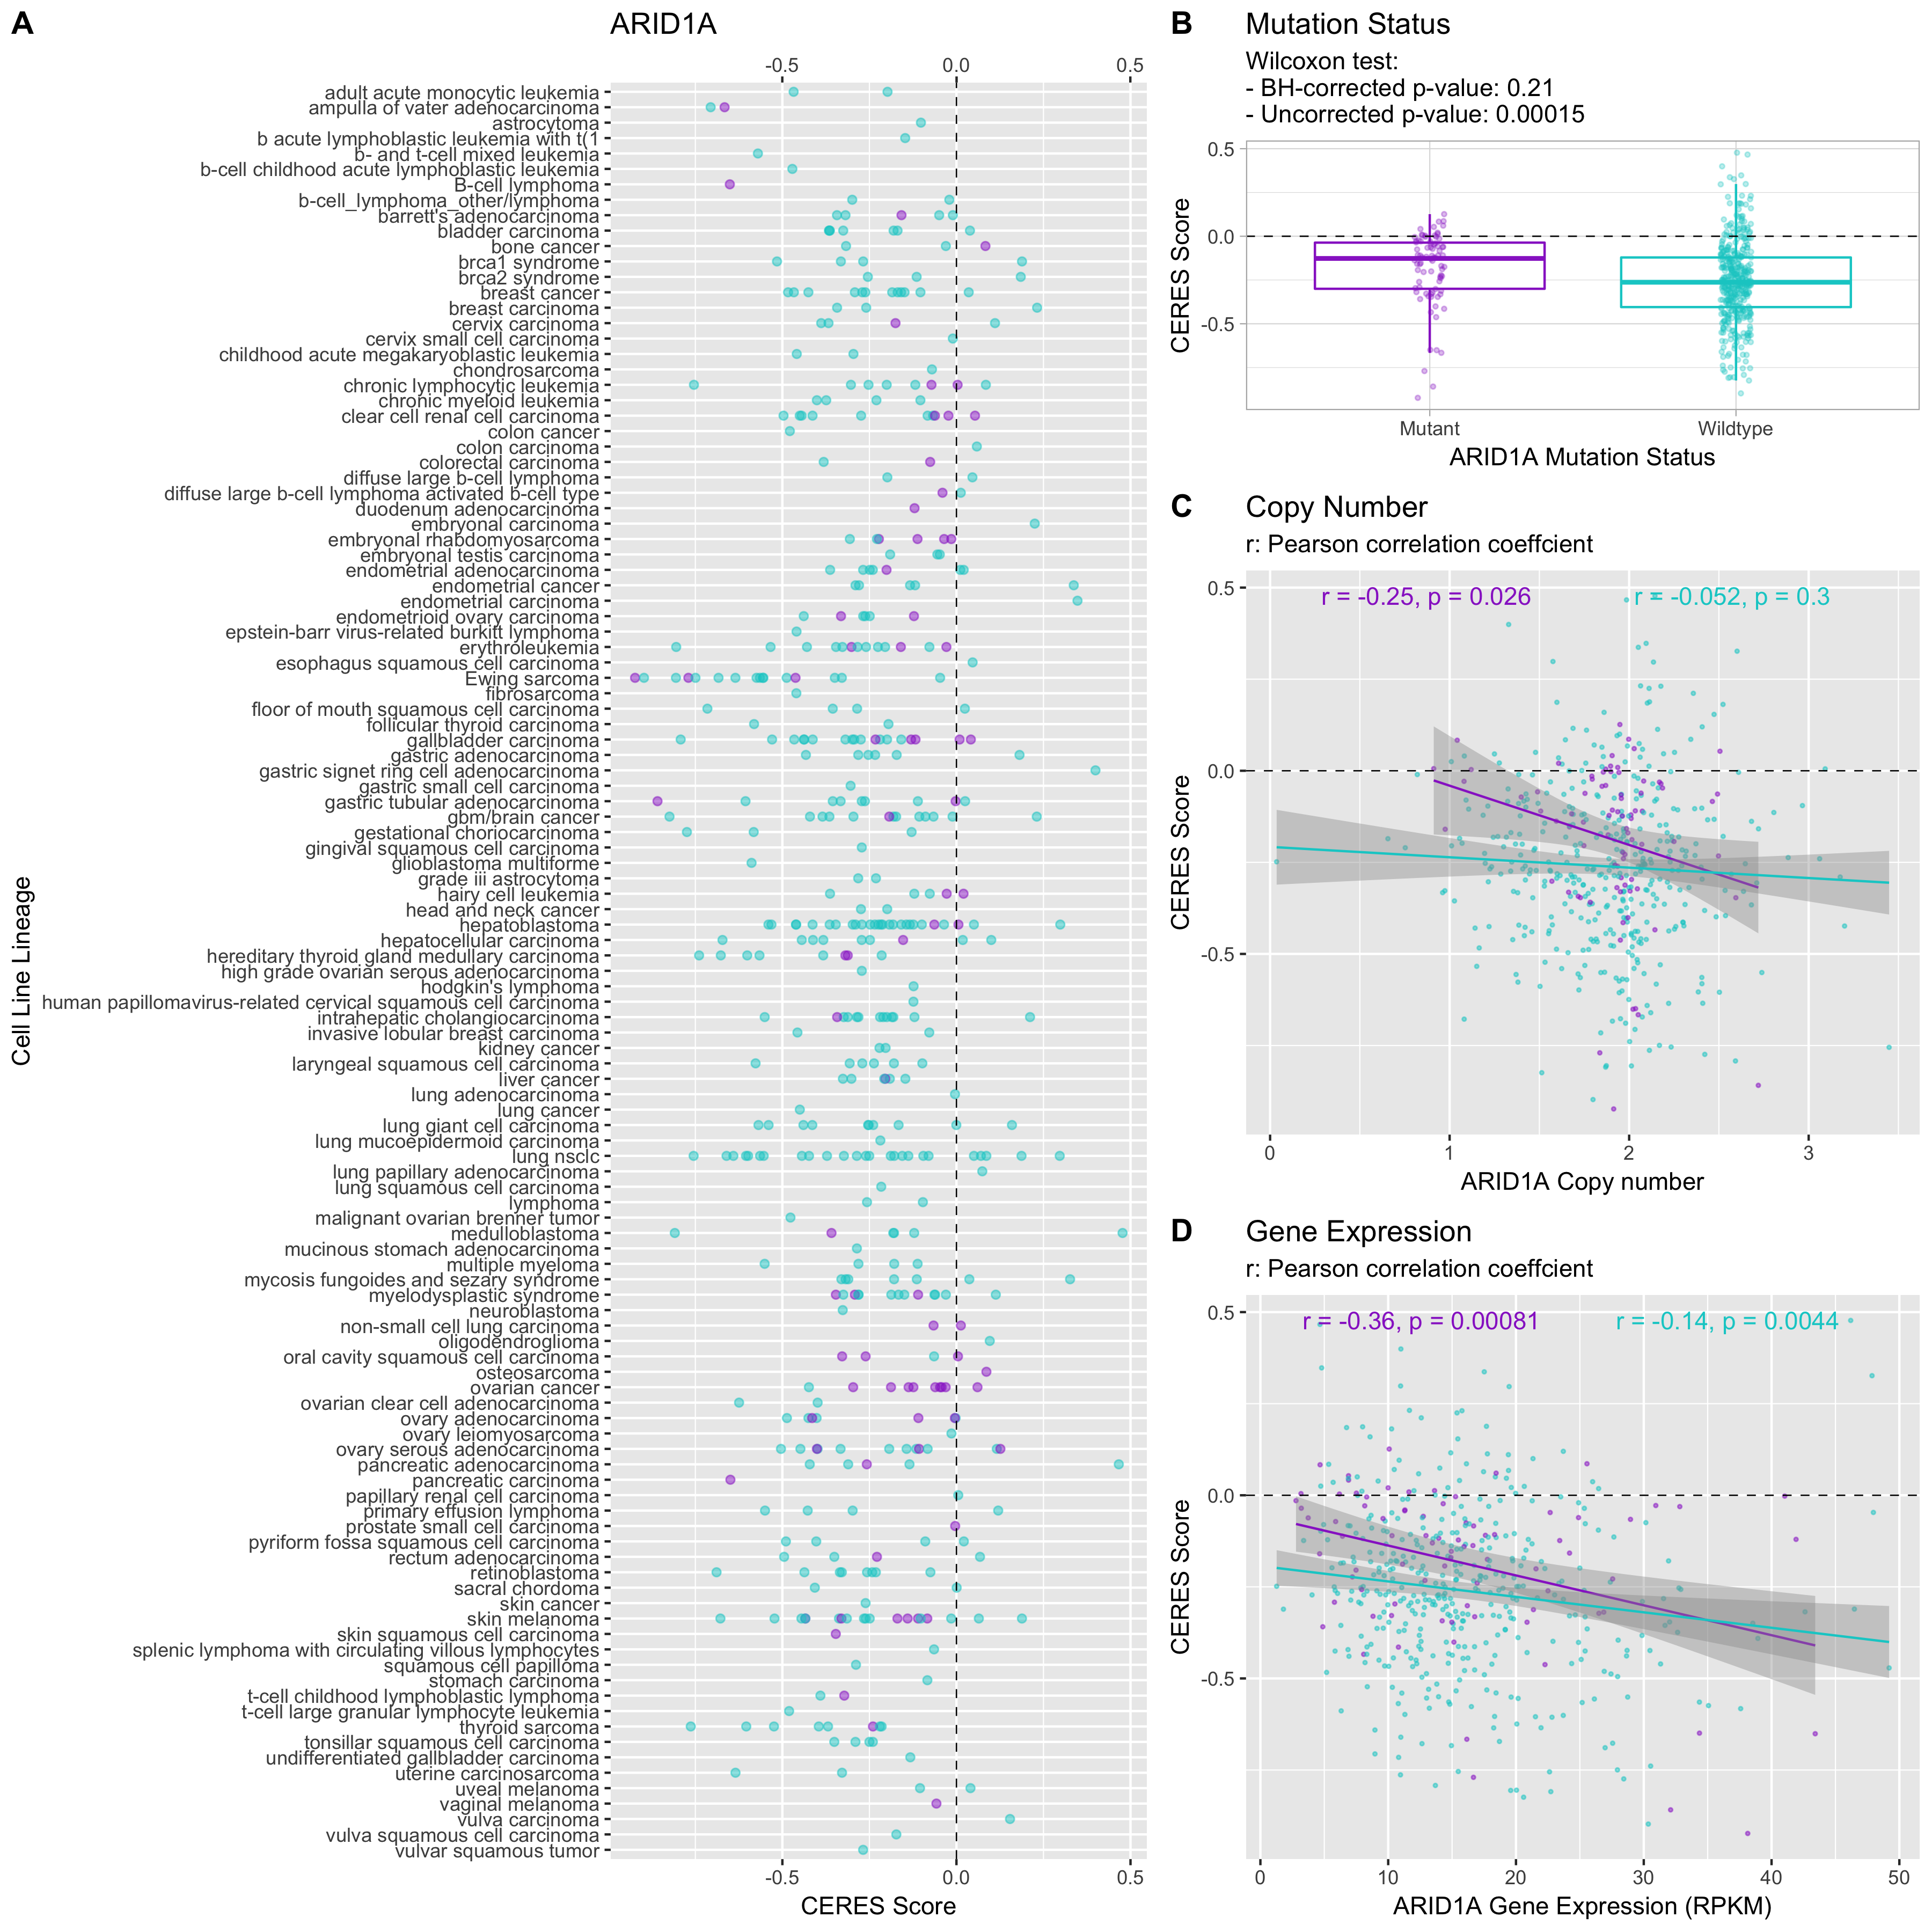 A
ARID1A
-0.5
0.0
0.5
Cell Line Lineage
adult acute monocytic leukemia
ampulla of vater adenocarcinoma
astrocytoma
b acute lymphoblastic leukemia with t(1
b- and t-cell mixed leukemia
b-cell childhood acute lymphoblastic leukemia
B-cell lymphoma
b-cell_lymphoma_other/lymphoma
barrett's adenocarcinoma
bladder carcinoma
bone cancer
brca1 syndrome
brca2 syndrome
breast cancer
breast carcinoma
cervix carcinoma
cervix small cell carcinoma
childhood acute megakaryoblastic leukemia
chondrosarcoma
chronic lymphocytic leukemia
chronic myeloid leukemia
clear cell renal cell carcinoma
colon cancer
colon carcinoma
colorectal carcinoma
diffuse large b-cell lymphoma
diffuse large b-cell lymphoma activated b-cell type
duodenum adenocarcinoma
embryonal carcinoma
embryonal rhabdomyosarcoma
embryonal testis carcinoma
endometrial adenocarcinoma
endometrial cancer
endometrial carcinoma
endometrioid ovary carcinoma
epstein-barr virus-related burkitt lymphoma
erythroleukemia
esophagus squamous cell carcinoma
Ewing sarcoma
fibrosarcoma
floor of mouth squamous cell carcinoma
follicular thyroid carcinoma
gallbladder carcinoma
gastric adenocarcinoma
gastric signet ring cell adenocarcinoma
gastric small cell carcinoma
gastric tubular adenocarcinoma
gbm/brain cancer
gestational choriocarcinoma
gingival squamous cell carcinoma
glioblastoma multiforme
grade iii astrocytoma
hairy cell leukemia
head and neck cancer
hepatoblastoma
hepatocellular carcinoma
hereditary thyroid gland medullary carcinoma
high grade ovarian serous adenocarcinoma
hodgkin's lymphoma
human papillomavirus-related cervical squamous cell carcinoma
intrahepatic cholangiocarcinoma
invasive lobular breast carcinoma
kidney cancer
laryngeal squamous cell carcinoma
liver cancer
lung adenocarcinoma
lung cancer
lung giant cell carcinoma
lung mucoepidermoid carcinoma
lung nsclc
lung papillary adenocarcinoma
lung squamous cell carcinoma
lymphoma
malignant ovarian brenner tumor
medulloblastoma
mucinous stomach adenocarcinoma
multiple myeloma
mycosis fungoides and sezary syndrome
myelodysplastic syndrome
neuroblastoma
non-small cell lung carcinoma
oligodendroglioma
oral cavity squamous cell carcinoma
osteosarcoma
ovarian cancer
ovarian clear cell adenocarcinoma
ovary adenocarcinoma
ovary leiomyosarcoma
ovary serous adenocarcinoma
pancreatic adenocarcinoma
pancreatic carcinoma
papillary renal cell carcinoma
primary effusion lymphoma
prostate small cell carcinoma
pyriform fossa squamous cell carcinoma
rectum adenocarcinoma
retinoblastoma
sacral chordoma
skin cancer
skin melanoma
skin squamous cell carcinoma
splenic lymphoma with circulating villous lymphocytes
squamous cell papilloma
stomach carcinoma
t-cell childhood lymphoblastic lymphoma
t-cell large granular lymphocyte leukemia
thyroid sarcoma
tonsillar squamous cell carcinoma
undifferentiated gallbladder carcinoma
uterine carcinosarcoma
uveal melanoma
vaginal melanoma
vulva carcinoma
vulva squamous cell carcinoma
vulvar squamous tumor
-0.5
0.0
0.5
CERES Score
B
Mutation Status
Wilcoxon test:
- BH-corrected p-value: 0.21
- Uncorrected p-value: 0.00015
CERES Score
0.5
0.0
-0.5
Mutant
Wildtype
ARID1A Mutation Status
C
Copy Number
r: Pearson correlation coeffcient
r = -0.25, p = 0.026
r = -0.052, p = 0.3
CERES Score
0.5
0.0
-0.5
0
1
2
3
ARID1A Copy number
D
Gene Expression
r: Pearson correlation coeffcient
r = -0.36, p = 0.00081
r = -0.14, p = 0.0044
CERES Score
0.5
0.0
-0.5
0
10
20
30
40
50
ARID1A Gene Expression (RPKM)